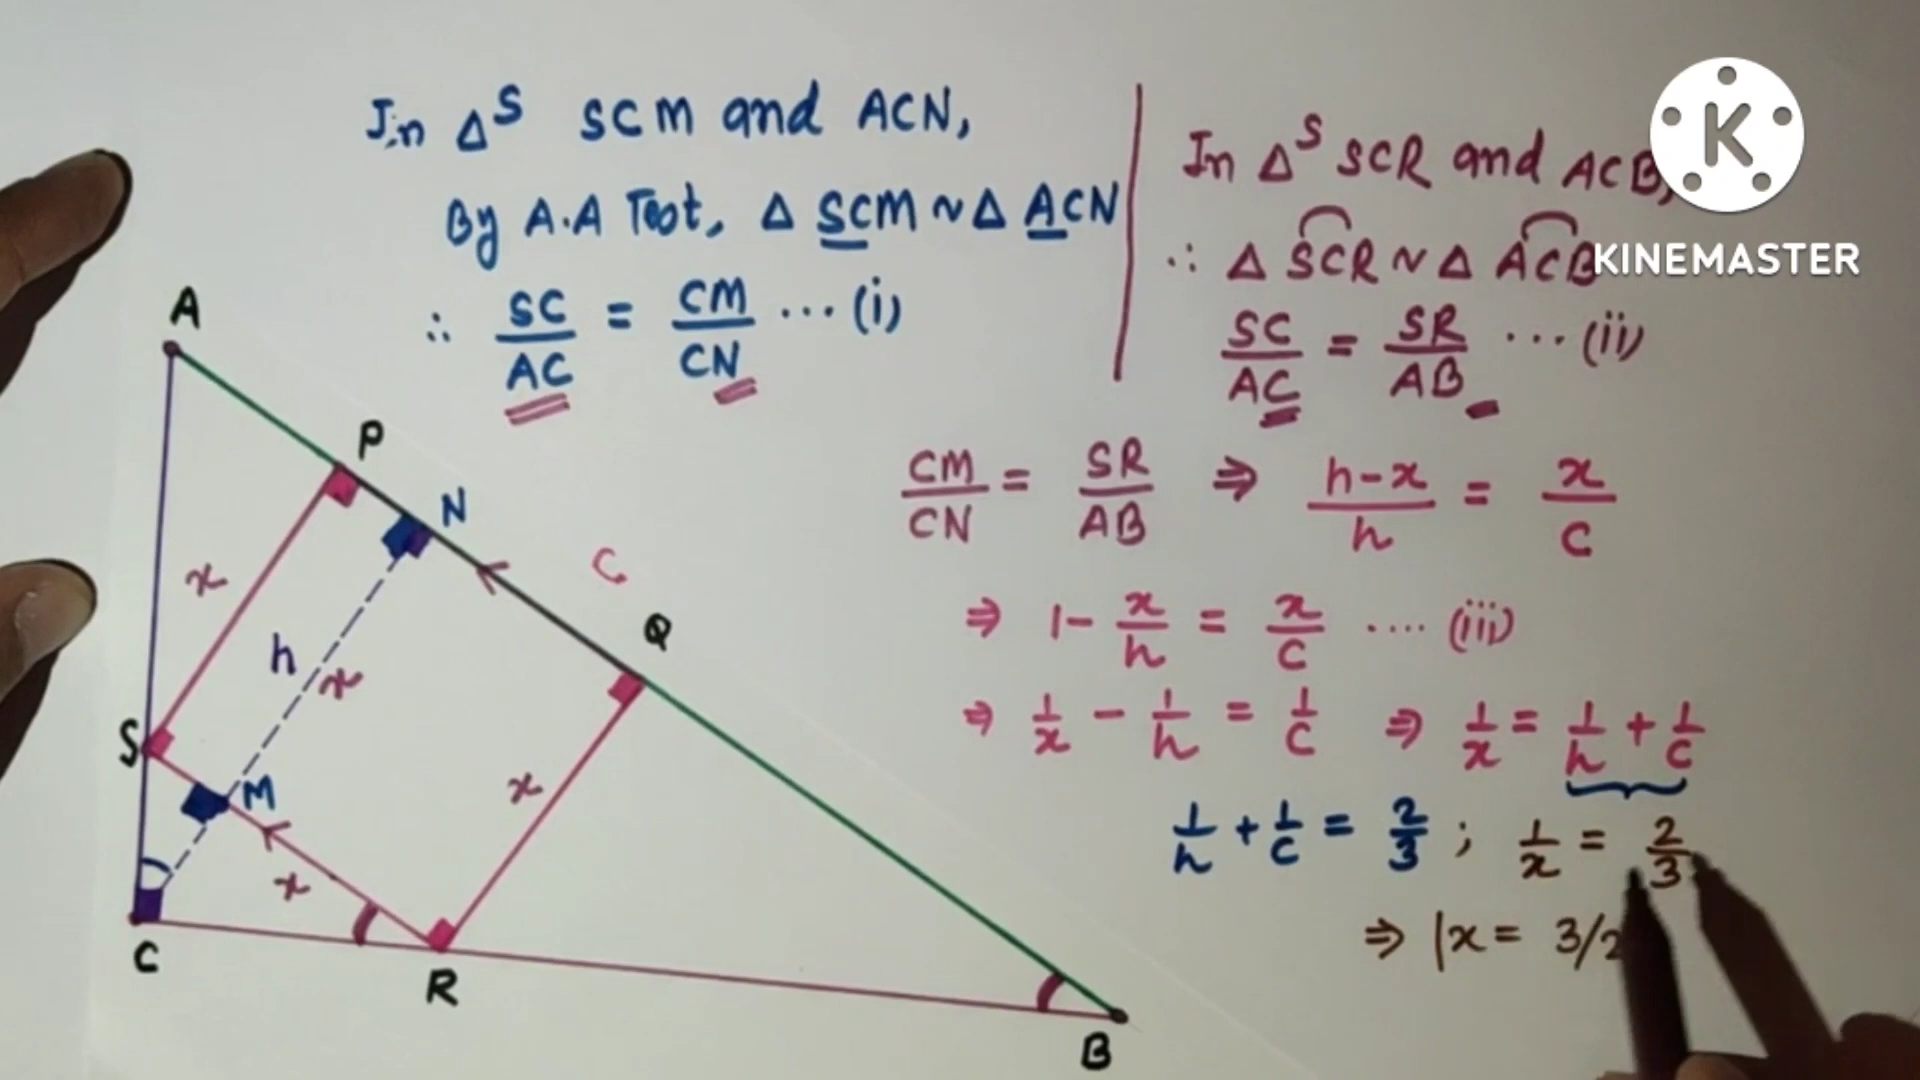 In Δˢ SCM and ACN,
By A.A Test, Δ SCM ~ Δ ACN
∴ SC/AC = CM/CN ... (i)
In Δˢ SCR and ACB,
∴ Δ SCR ~ Δ ACB
SC/AC = SR/AB ... (ii)
CM/CN = SR/AB ⇒ h-x/h = x/c
⇒ 1 - x/h = x/c .... (iii)
⇒ 1/x - 1/h = 1/c ⇒ 1/x = 1/h + 1/c
1/h + 1/c = 2/3 ; 1/x = 2/3
⇒ |x = 3/2
A
P
N
C
Q
x
h
x
S
M
x
x
C
R
B
K
KINEMASTER